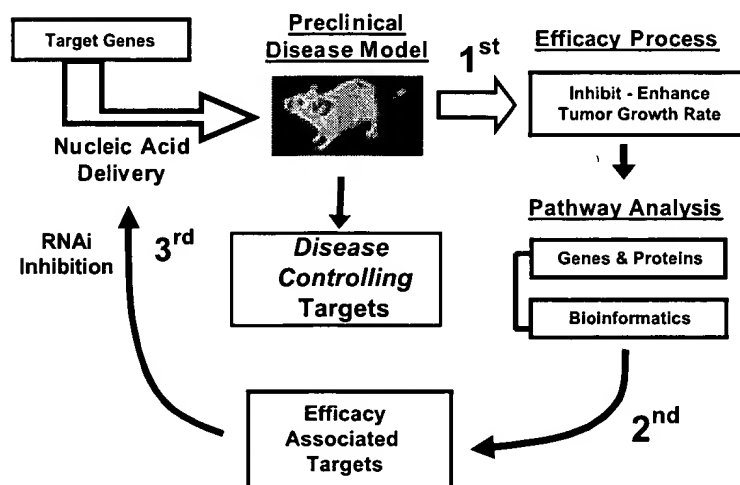 Target Genes
Preclinical
Disease Model
1st
Efficacy Process
Inhibit - Enhance
Tumor Growth Rate
Nucleic Acid
Delivery
Pathway Analysis
Genes & Proteins
Bioinformatics
RNAi
Inhibition
3rd
Disease
Controlling
Targets
2nd
Efficacy
Associated
Targets